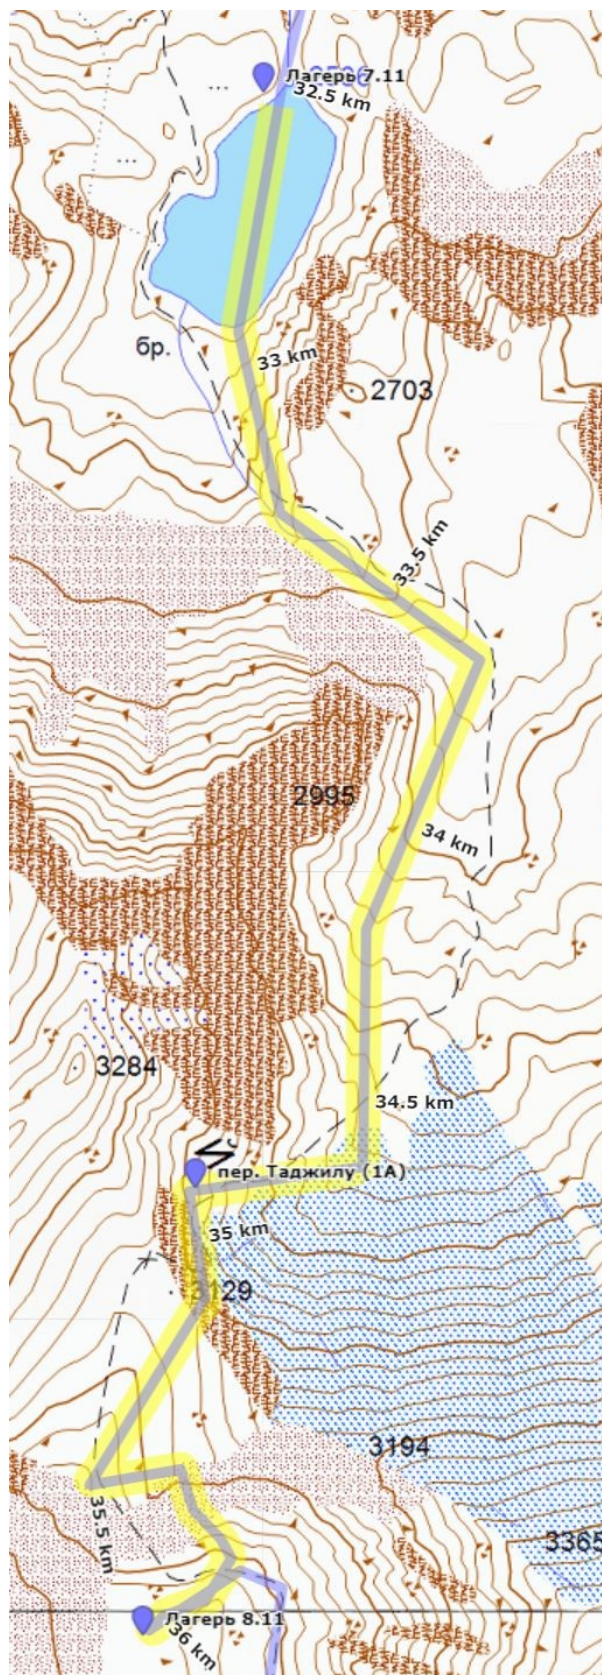 Лагерь 7.11
32.5 km
бр.
33 km
2703
33.5 km
2995
34 km
3284
34.5 km
пер. Таджилу (1А)
35 km
3129
3194
35.5 km
3365
Лагерь 8.11
36 km